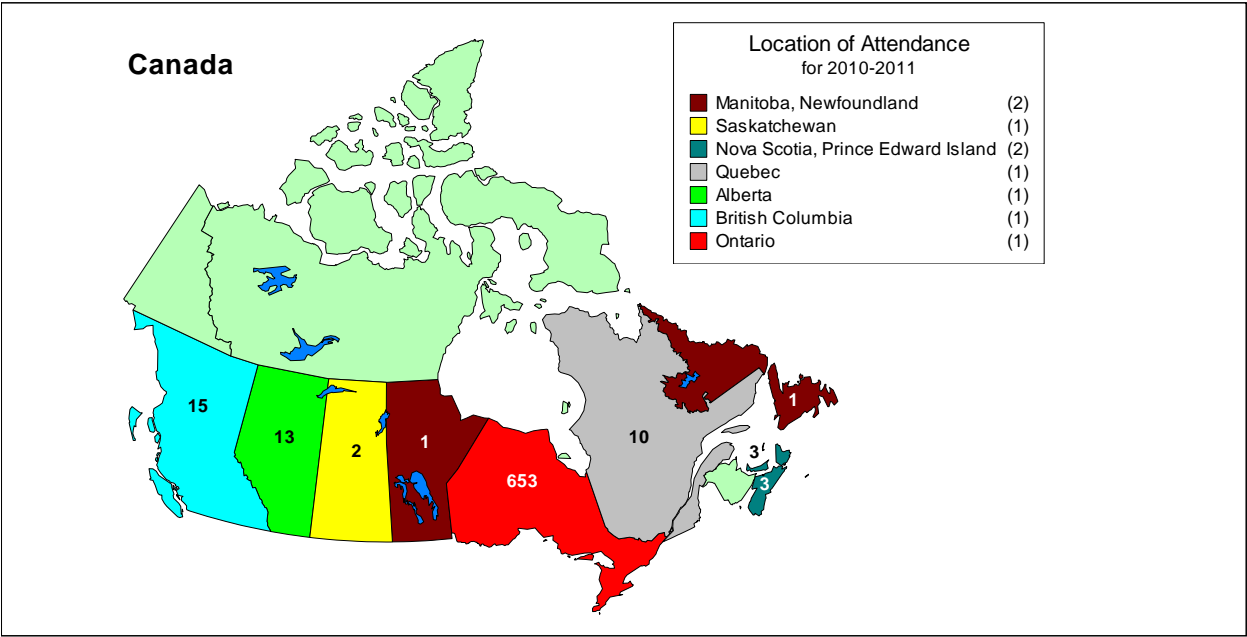 Canada
Location of Attendance
for 2010-2011
Manitoba, Newfoundland (2)
Saskatchewan (1)
Nova Scotia, Prince Edward Island (2)
Quebec (1)
Alberta (1)
British Columbia (1)
Ontario (1)
15
13
2
1
653
10
1
3
3